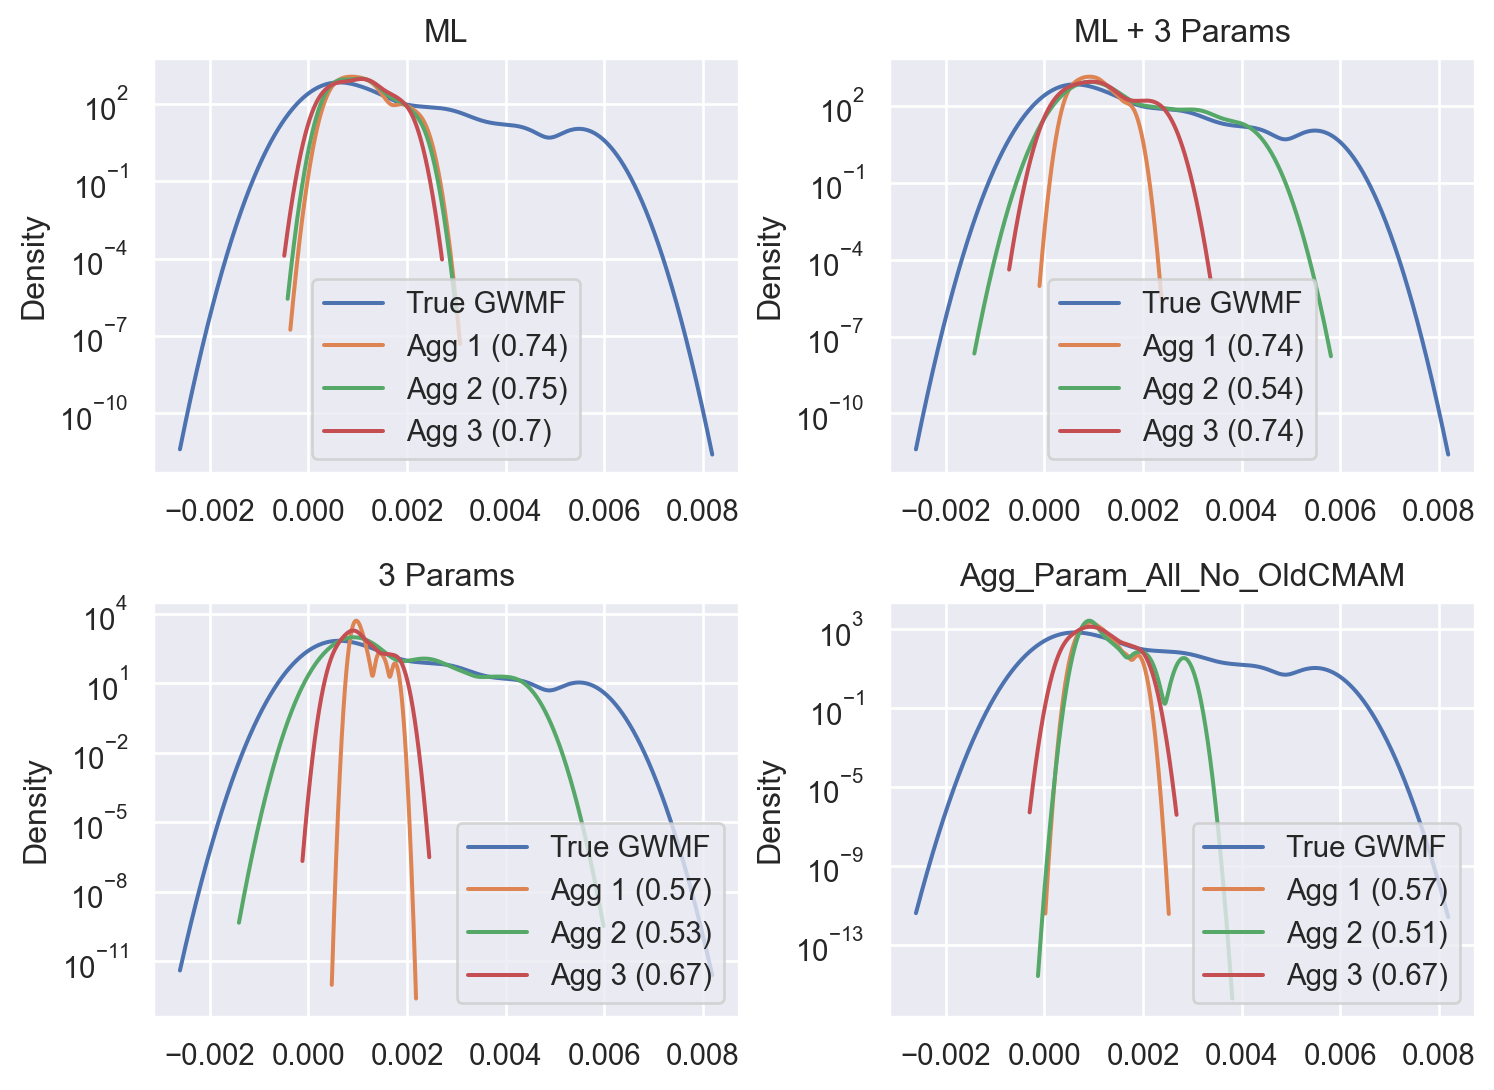 ML
Density
10^2
10^−1
10^−4
10^−7
10^−10
True GWMF
Agg 1 (0.74)
Agg 2 (0.75)
Agg 3 (0.7)
−0.002 0.000 0.002 0.004 0.006 0.008
ML + 3 Params
Density
10^2
10^−1
10^−4
10^−7
10^−10
True GWMF
Agg 1 (0.74)
Agg 2 (0.54)
Agg 3 (0.74)
−0.002 0.000 0.002 0.004 0.006 0.008
3 Params
Density
10^4
10^1
10^−2
10^−5
10^−8
10^−11
True GWMF
Agg 1 (0.57)
Agg 2 (0.53)
Agg 3 (0.67)
−0.002 0.000 0.002 0.004 0.006 0.008
Agg_Param_All_No_OldCMAM
Density
10^3
10^−1
10^−5
10^−9
10^−13
True GWMF
Agg 1 (0.57)
Agg 2 (0.51)
Agg 3 (0.67)
−0.002 0.000 0.002 0.004 0.006 0.008